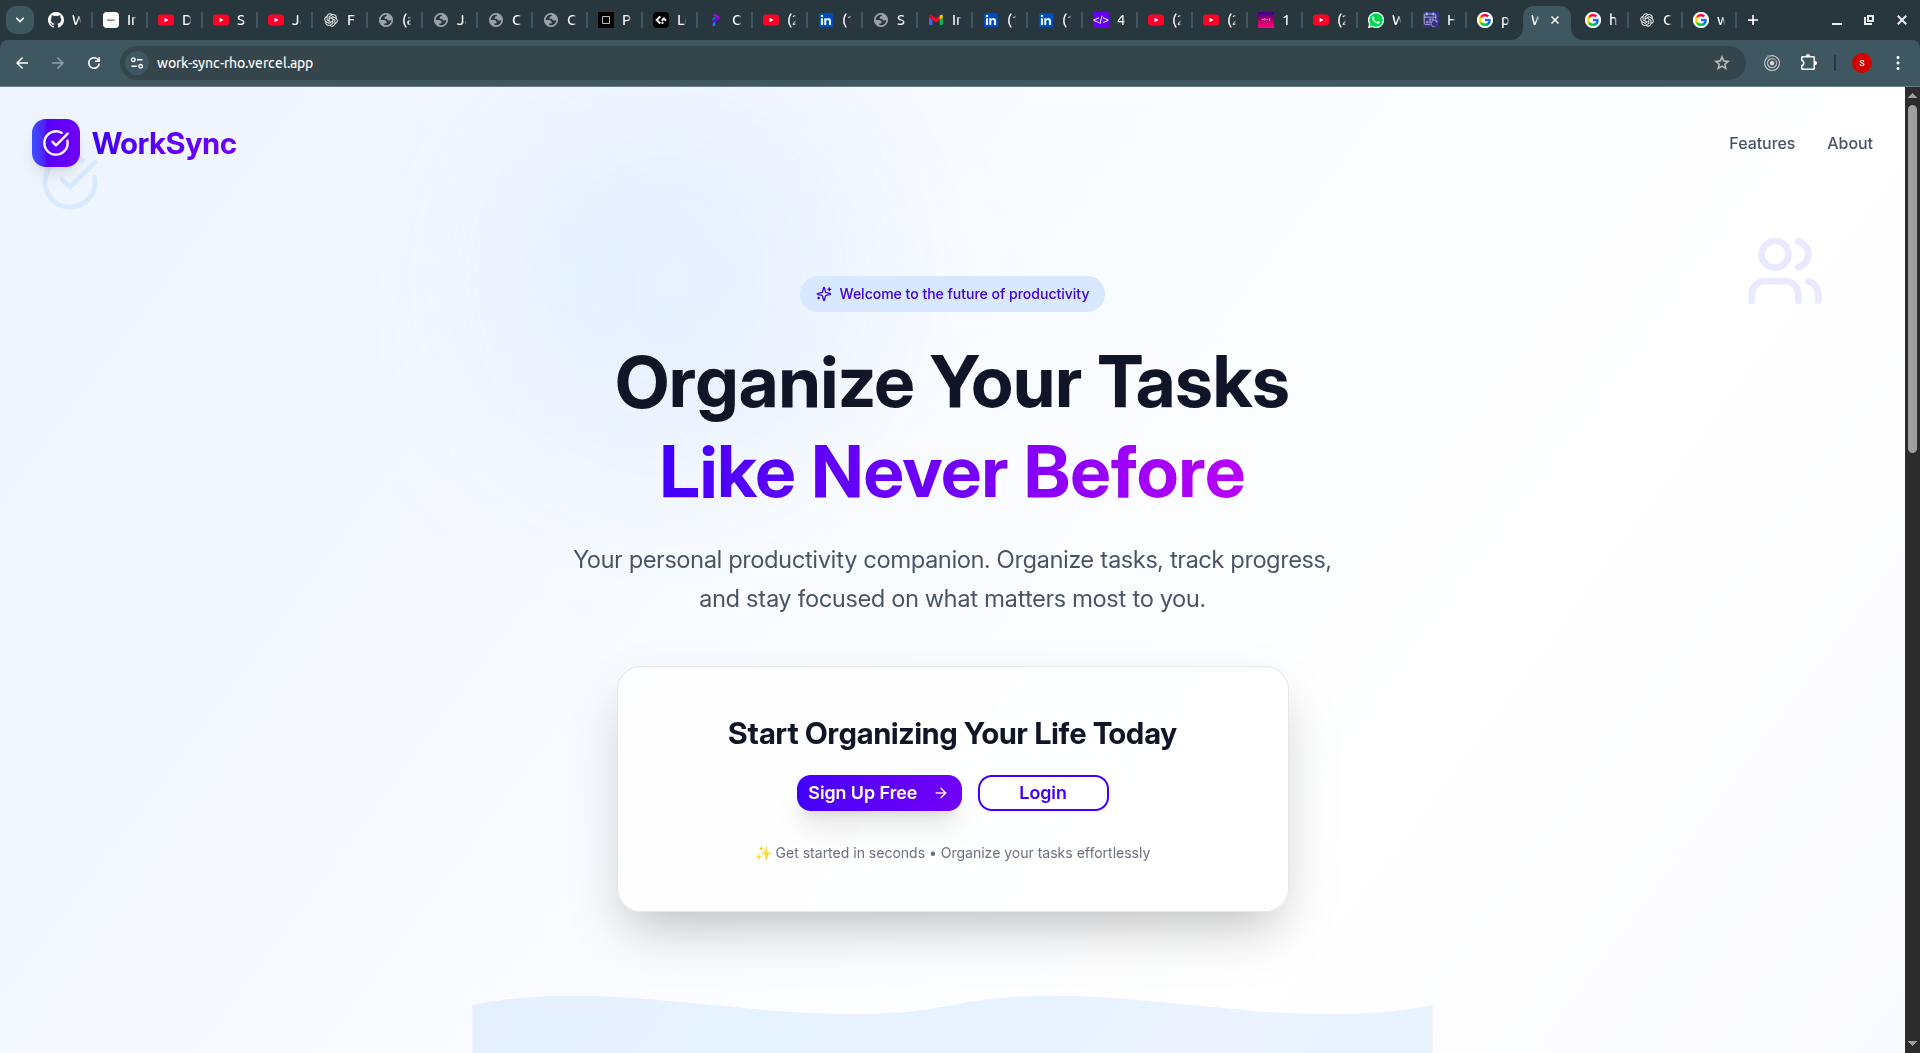 work-sync-rho.vercel.app
WorkSync
Features
About
Welcome to the future of productivity
Organize Your Tasks
Like Never Before
Your personal productivity companion. Organize tasks, track progress,
and stay focused on what matters most to you.
Start Organizing Your Life Today
Sign Up Free
Login
✨ Get started in seconds • Organize your tasks effortlessly